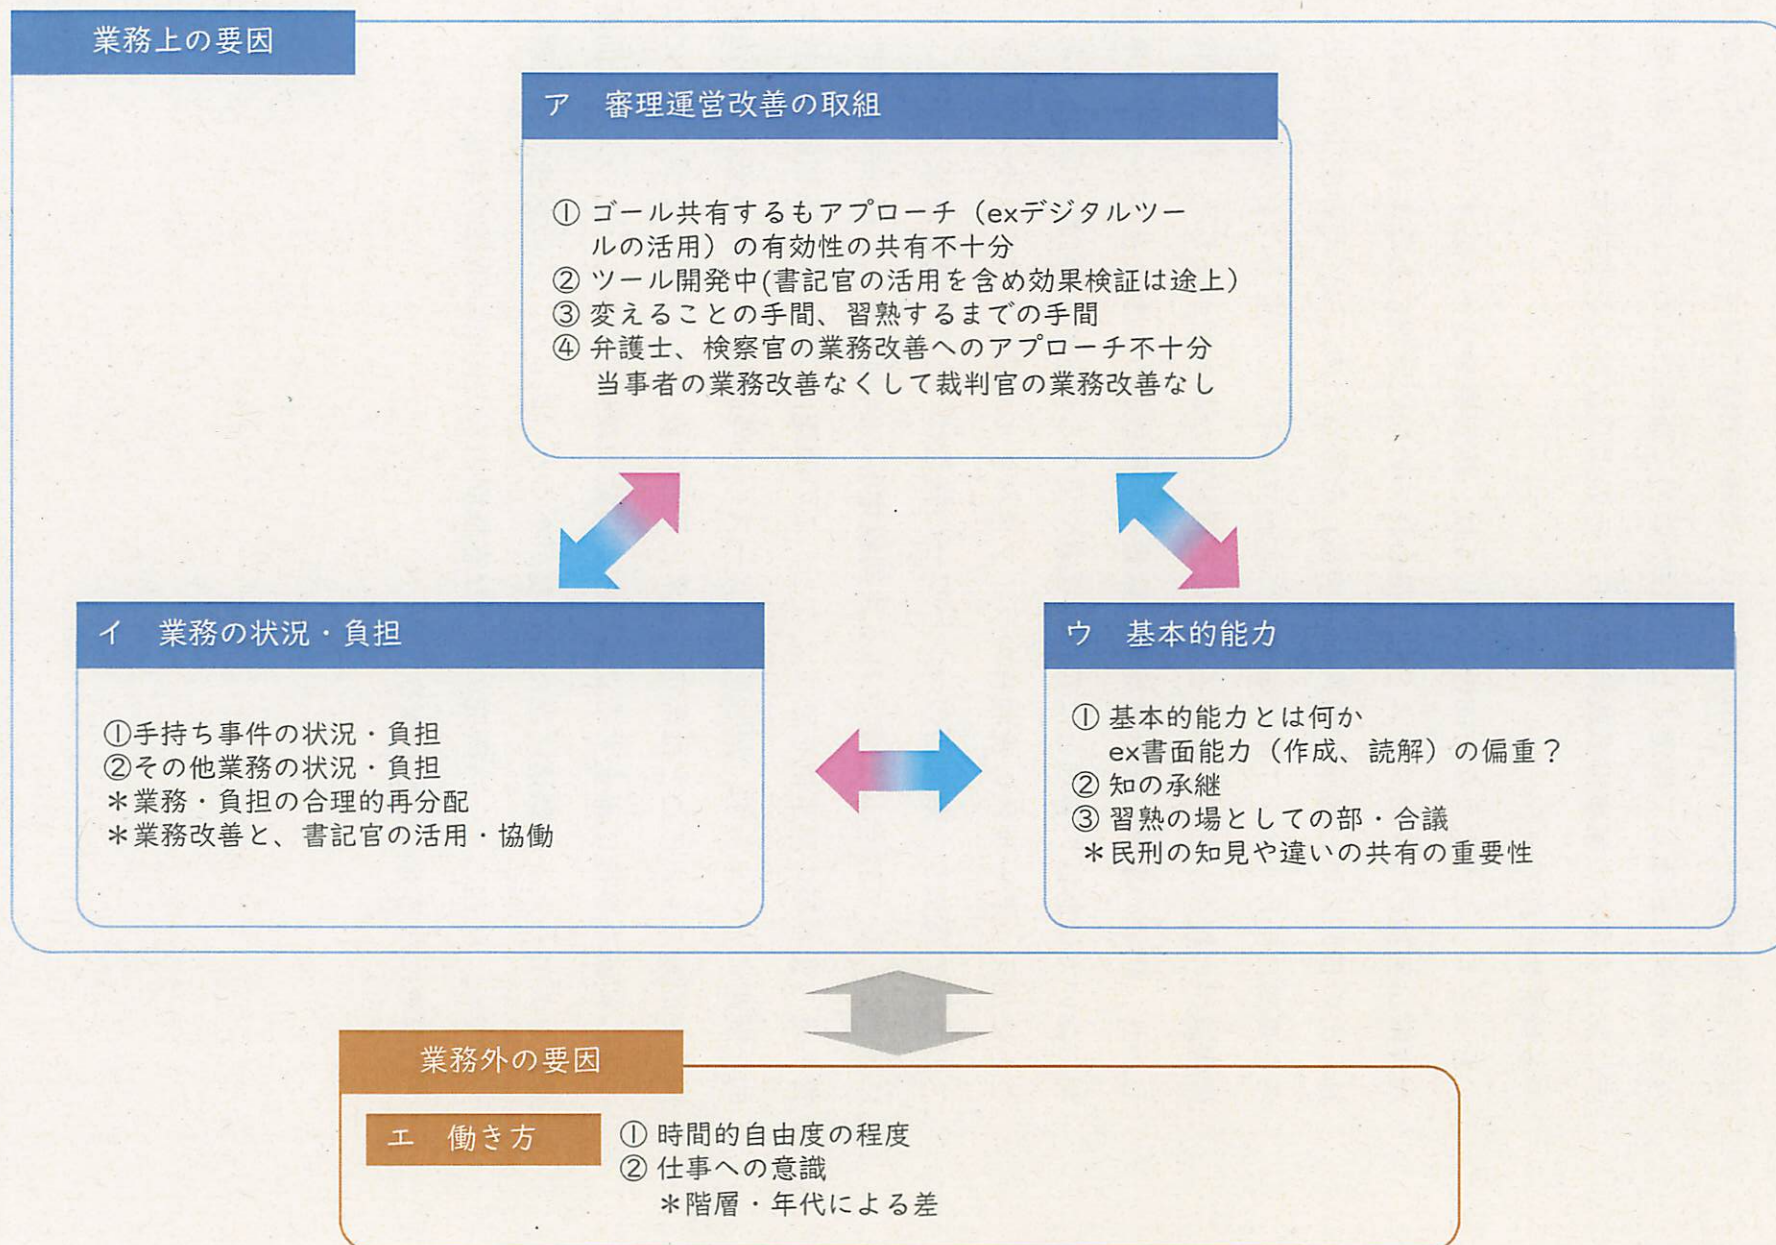 業務上の要因
ア　審理運営改善の取組
① ゴール共有するもアプローチ（exデジタルツー
ルの活用）の有効性の共有不十分
② ツール開発中(書記官の活用を含め効果検証は途上）
③ 変えることの手間、習熟するまでの手間
④ 弁護士、検察官の業務改善へのアプローチ不十分
当事者の業務改善なくして裁判官の業務改善なし
イ　業務の状況・負担
①手持ち事件の状況・負担
②その他業務の状況・負担
＊業務・負担の合理的再分配
＊業務改善と、書記官の活用・協働
ウ　基本的能力
① 基本的能力とは何か
ex書面能力（作成、読解）の偏重？
② 知の承継
③ 習熟の場としての部・合議
＊民刑の知見や違いの共有の重要性
業務外の要因
エ　働き方
① 時間的自由度の程度
② 仕事への意識
＊階層・年代による差